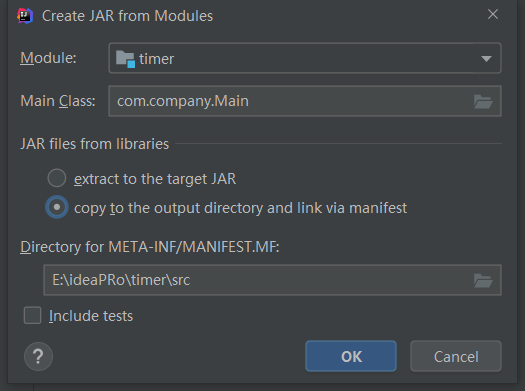 Create JAR from Modules
Module: timer
Main Class: com.company.Main
JAR files from libraries
extract to the target JAR
copy to the output directory and link via manifest
Directory for META-INF/MANIFEST.MF:
E:\ideaPRo\timer\src
Include tests
? OK Cancel